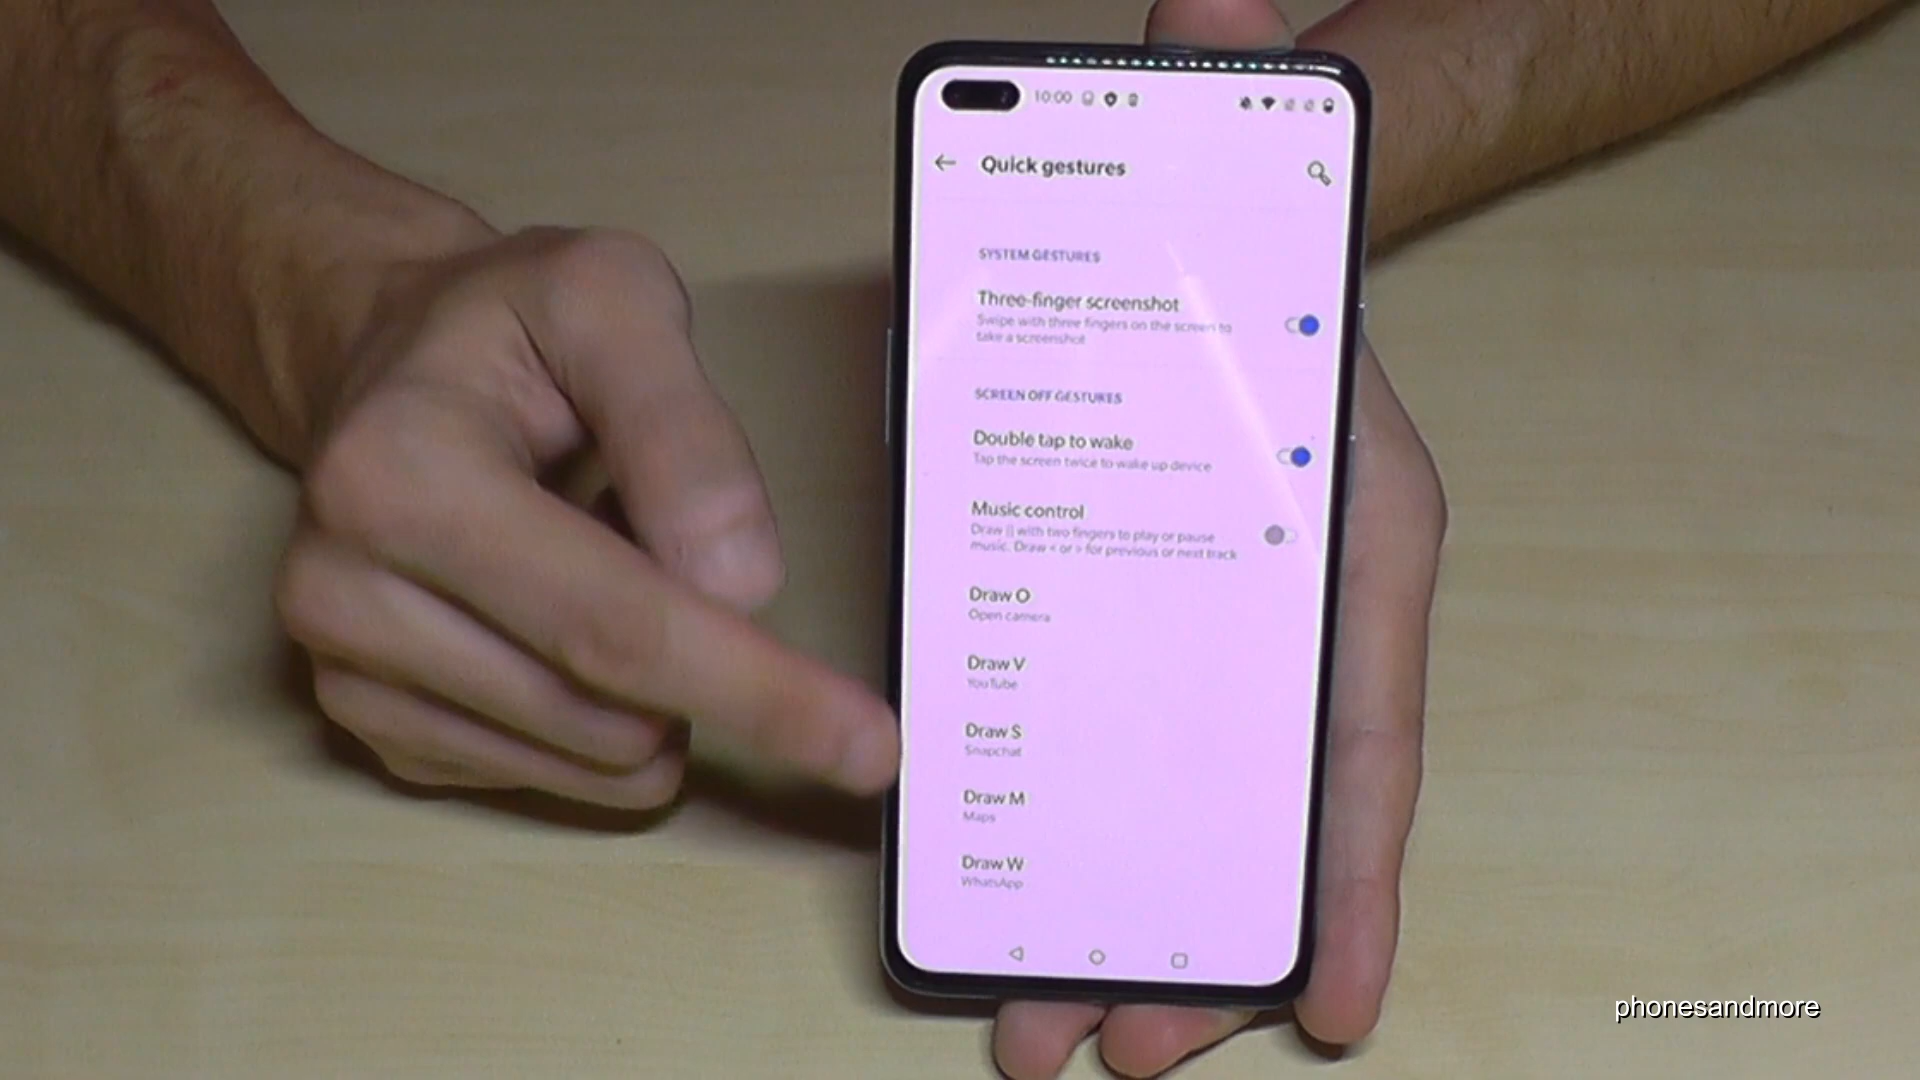 10:00
Quick gestures
SYSTEM GESTURES
Three-finger screenshot
Swipe with three fingers on the screen to
take a screenshot
SCREEN OFF GESTURES
Double tap to wake
Tap the screen twice to wake up device
Music control
Draw || with two fingers to play or pause
music. Draw < or > for previous or next track
Draw O
Open camera
Draw V
YouTube
Draw S
Snapchat
Draw M
Maps
Draw W
WhatsApp
phonesandmore